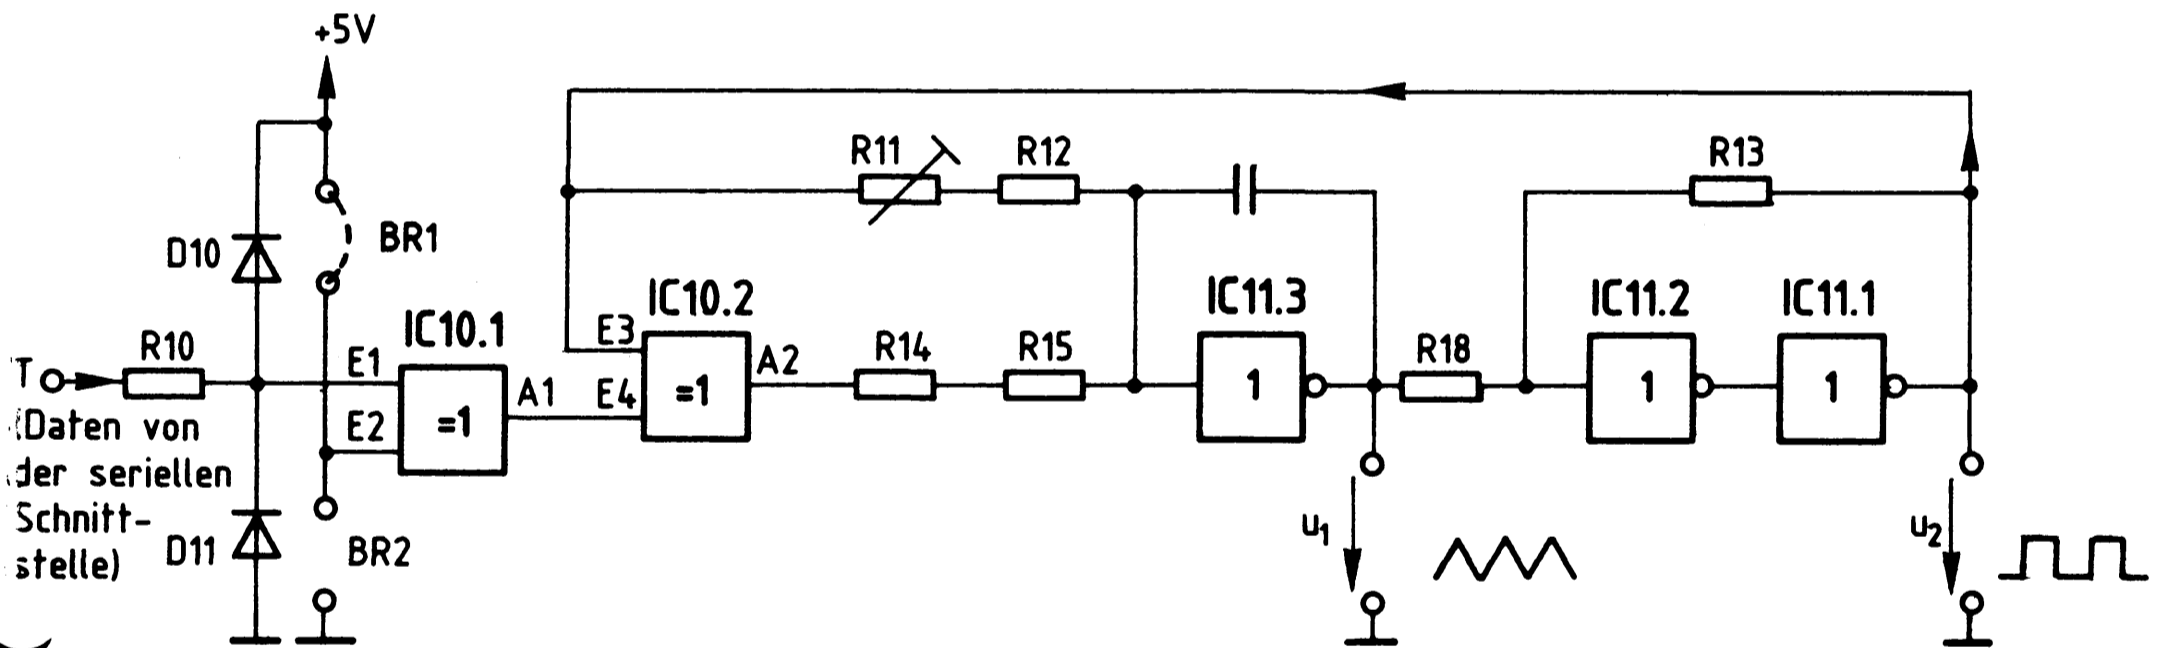 +5V
R11
R12
R13
D10
BR1
IC10.1
IC10.2
IC11.3
IC11.2
IC11.1
T
R10
E1
E2
=1
A1
E3
E4
=1
A2
R14
R15
1
R18
1
1
(Daten von
der seriellen
Schnitt-
stelle)
D11
BR2
u1
u2